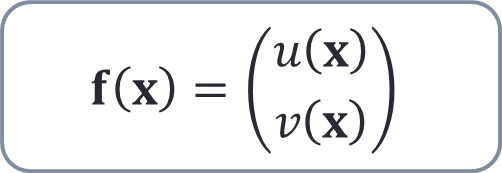 f(x) = (u(x)
v(x))